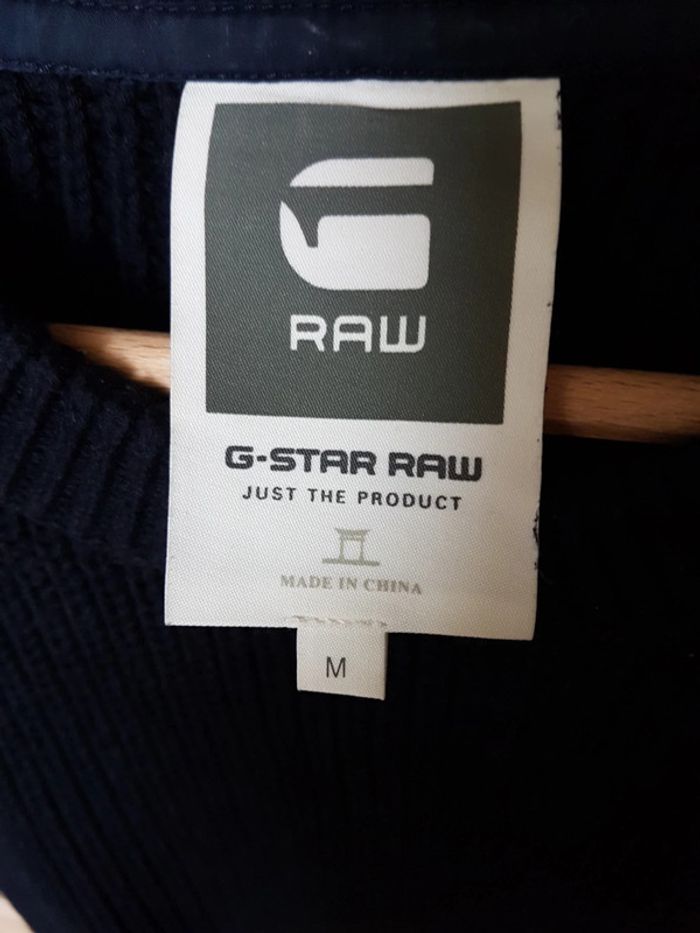 RAW
G-STAR RAW
JUST THE PRODUCT
MADE IN CHINA
M